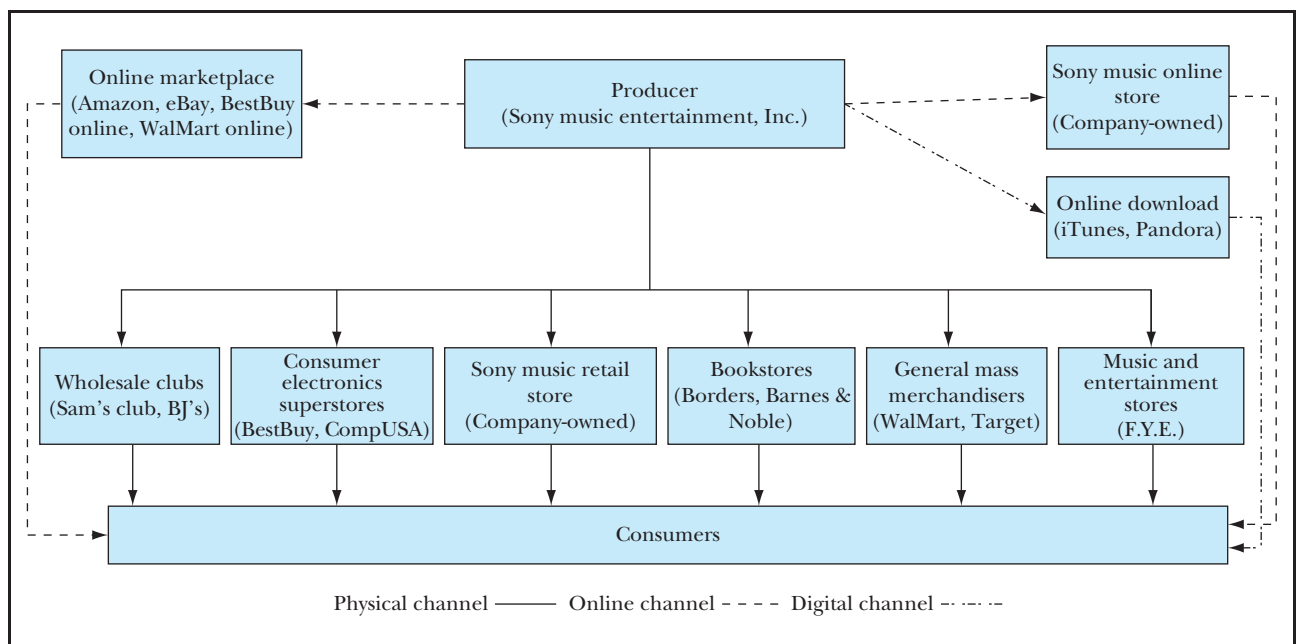 Online marketplace
(Amazon, eBay, BestBuy
online, WalMart online)
Producer
(Sony music entertainment, Inc.)
Sony music online
store
(Company-owned)
Online download
(iTunes, Pandora)
Wholesale clubs
(Sam's club, BJ's)
Consumer
electronics
superstores
(BestBuy, CompUSA)
Sony music retail
store
(Company-owned)
Bookstores
(Borders, Barnes &
Noble)
General mass
merchandisers
(WalMart, Target)
Music and
entertainment
stores
(F.Y.E.)
Consumers
Physical channel Online channel Digital channel